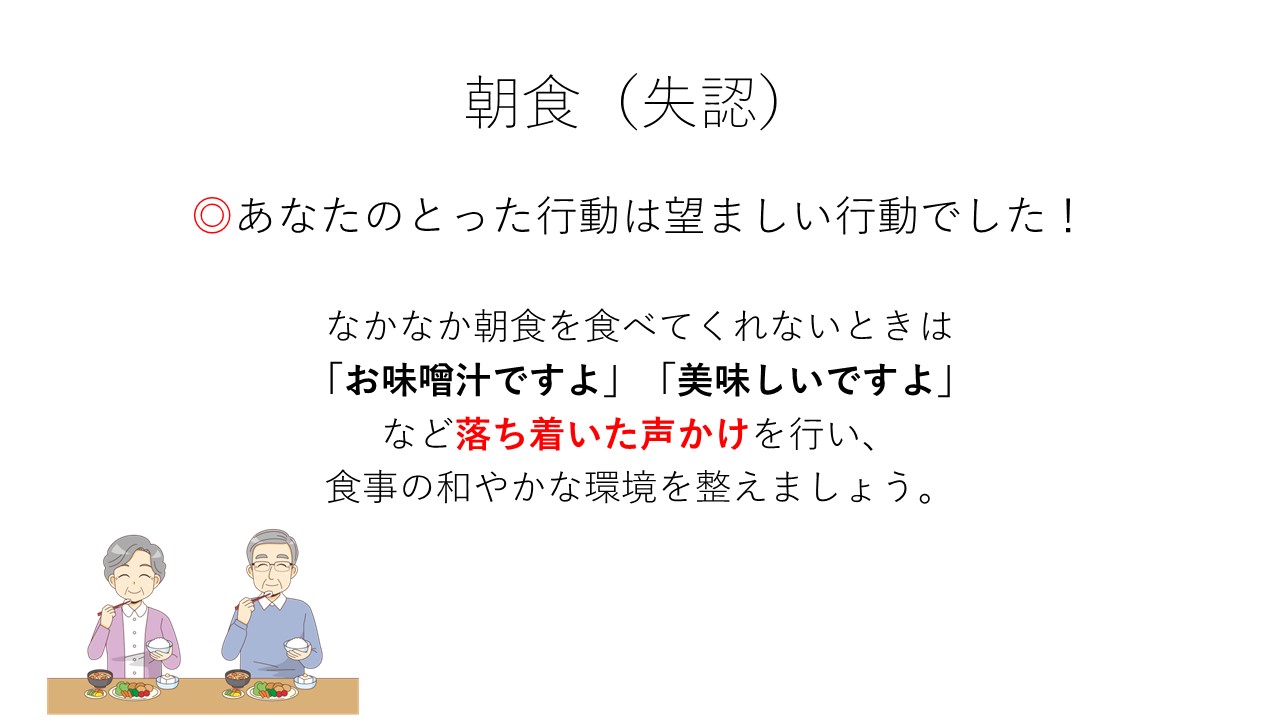 朝食（失認）
◎あなたのとった行動は望ましい行動でした！
なかなか朝食を食べてくれないときは
「お味噌汁ですよ」「美味しいですよ」
など落ち着いた声かけを行い、
食事の和やかな環境を整えましょう。